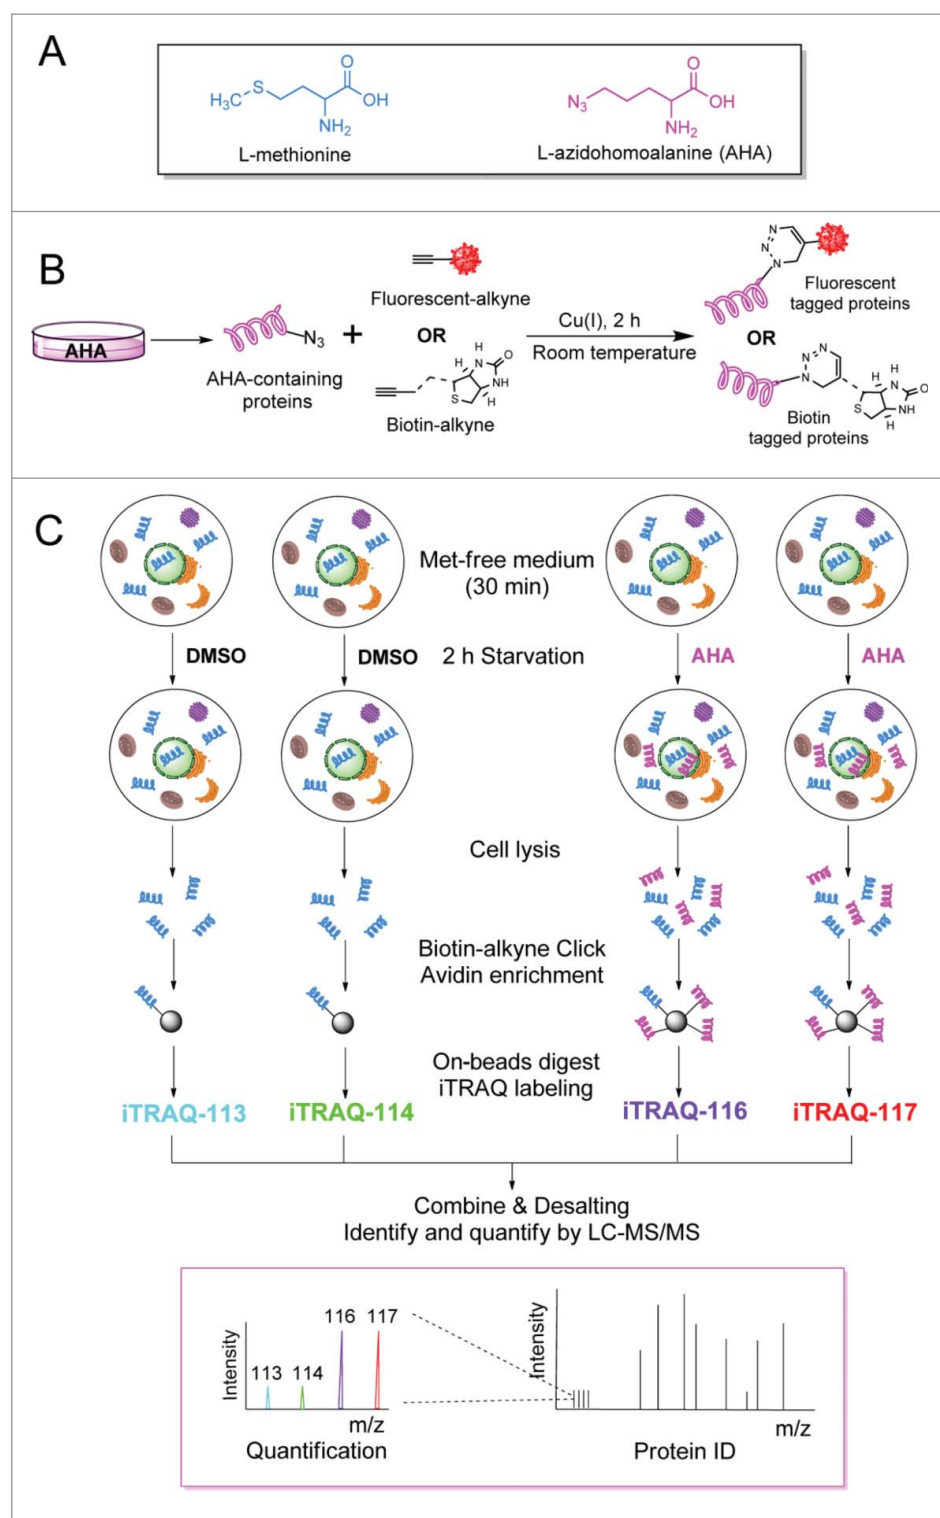 A
H₃C
S
O
OH
NH₂
L-methionine
N₃
O
OH
NH₂
L-azidohomoalanine (AHA)
B
AHA
N₃
AHA-containing
proteins
+
Fluorescent-alkyne
OR
H
N
O
NH
S
H
H
Biotin-alkyne
Cu(I), 2 h
Room temperature
N
N
N
Fluorescent
tagged proteins
OR
N
N
N
H
H
N
O
NH
S
H
Biotin
tagged proteins
C
Met-free medium
(30 min)
DMSO
DMSO
2 h Starvation
AHA
AHA
Cell lysis
Biotin-alkyne Click
Avidin enrichment
On-beads digest
iTRAQ labeling
iTRAQ-113
iTRAQ-114
iTRAQ-116
iTRAQ-117
Combine & Desalting
Identify and quantify by LC-MS/MS
Intensity
113
114
116
117
m/z
Quantification
Intensity
m/z
Protein ID